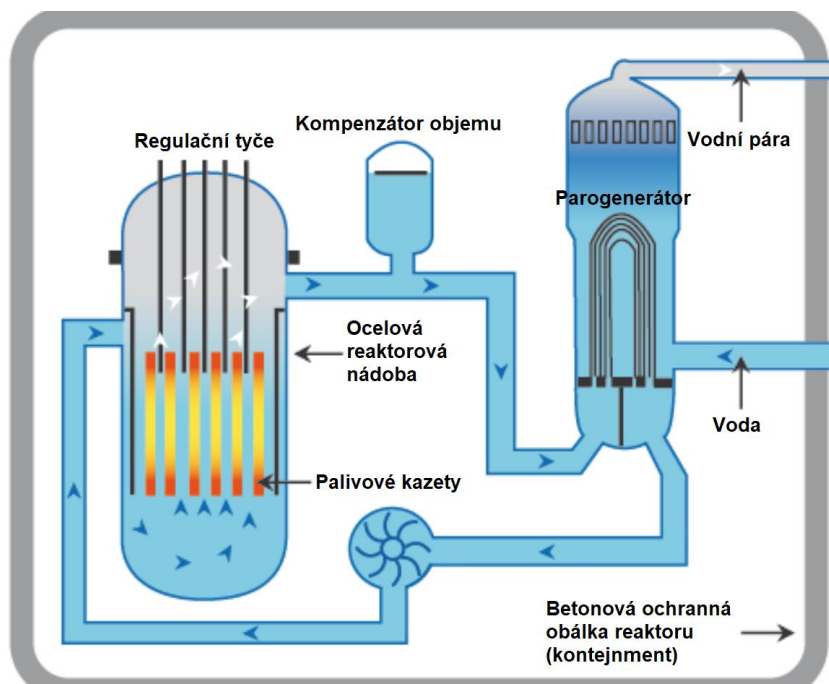 Kompenzátor objemu
Regulační tyče
Vodní pára
Parogenerátor
Ocelová
reaktorová
nádoba
Voda
Palivové kazety
Betonová ochranná
obálka reaktoru
(kontejnment)